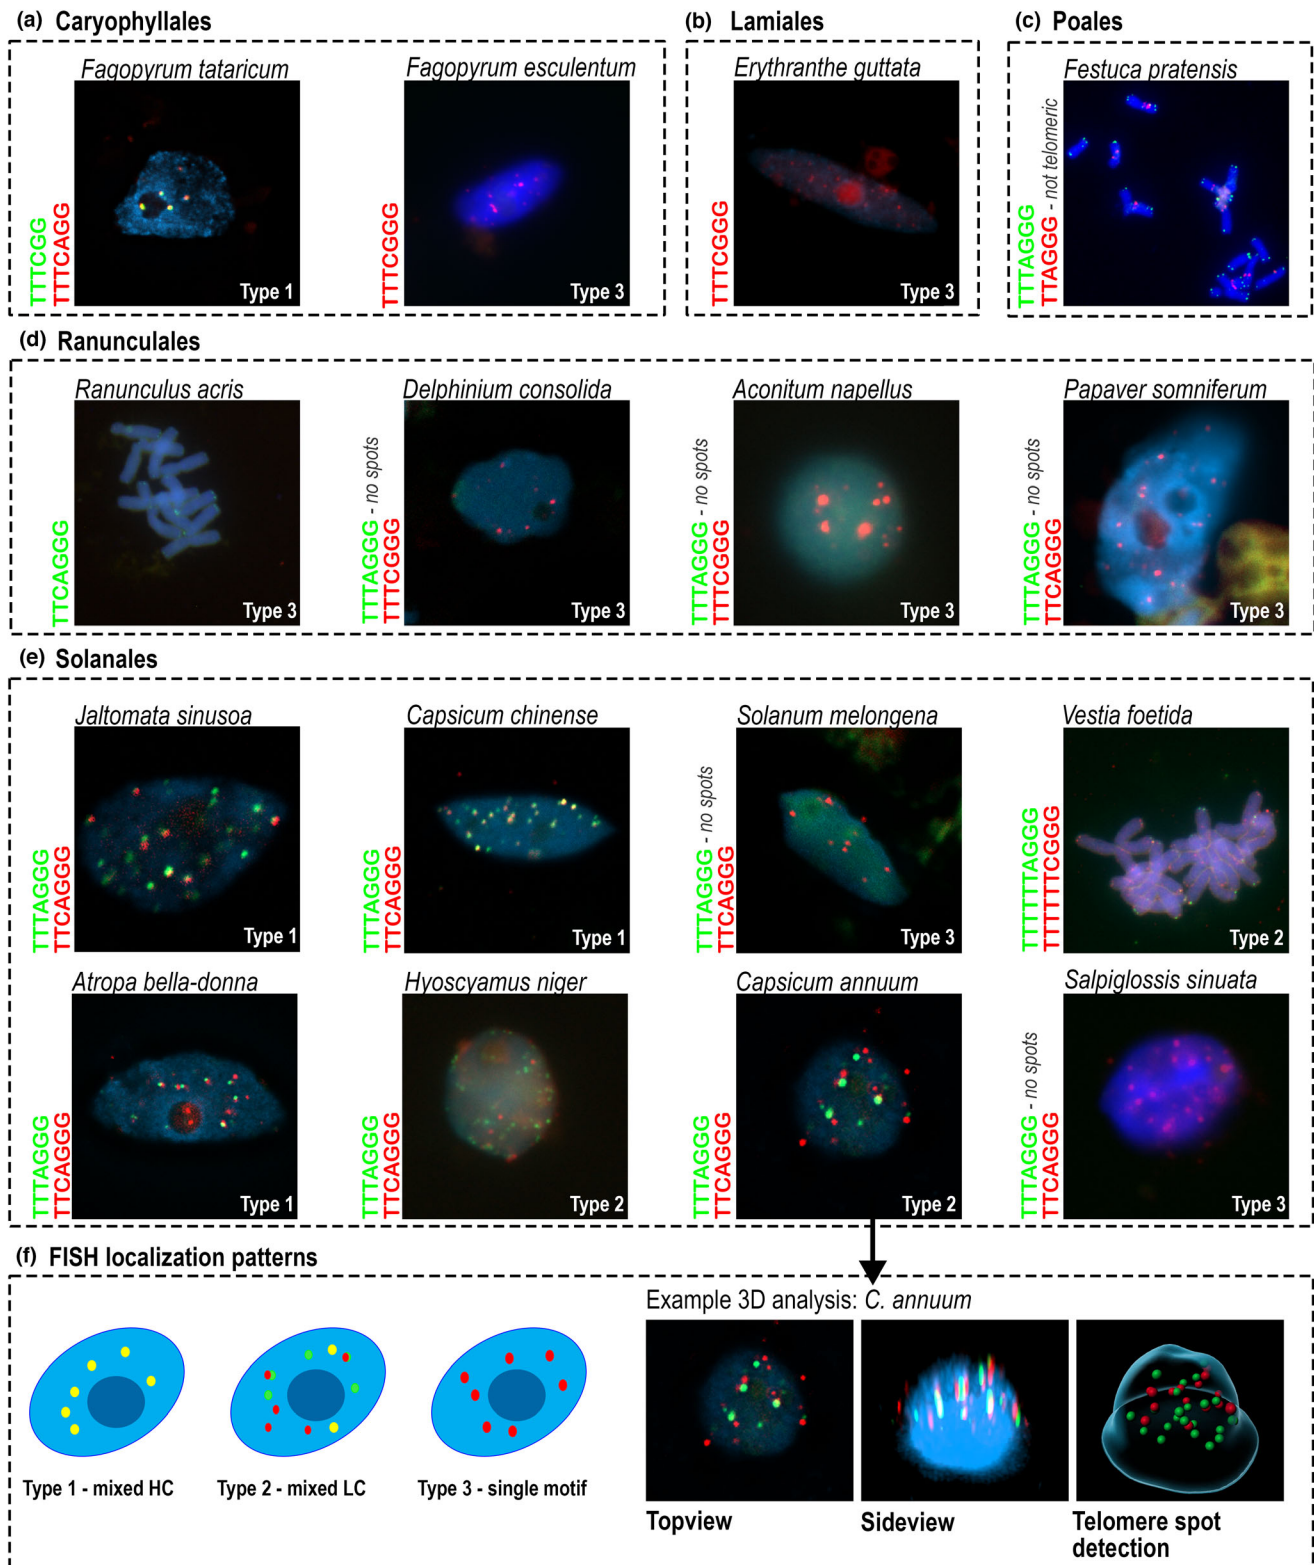 (a) Caryophyllales
Fagopyrum tataricum
TTTCGG
TTTCAGG
Type 1
Fagopyrum esculentum
TTTCGGG
Type 3
(b) Lamiales
Erythranthe guttata
TTTCGGG
Type 3
(c) Poales
Festuca pratensis
TTTAGGG
TTAGGG - not telomeric
(d) Ranunculales
Ranunculus acris
TTCAGGG
Type 3
Delphinium consolida
TTTAGGG - no spots
TTTCGGG
Type 3
Aconitum napellus
TTTAGGG - no spots
TTTCGGG
Type 3
Papaver somniferum
TTTAGGG - no spots
TTCAGGG
Type 3
(e) Solanales
Jaltomata sinusoa
TTTAGGG
TTCAGGG
Type 1
Capsicum chinense
TTTAGGG
TTCAGGG
Type 1
Solanum melongena
TTTAGGG - no spots
TTCAGGG
Type 3
Vestia foetida
TTTTTTAGGG
TTTTTTCGGG
Type 2
Atropa bella-donna
TTTAGGG
TTCAGGG
Type 1
Hyoscyamus niger
TTTAGGG
TTCAGGG
Type 2
Capsicum annuum
TTTAGGG
TTCAGGG
Type 2
Salpiglossis sinuata
TTTAGGG - no spots
TTCAGGG
Type 3
(f) FISH localization patterns
Type 1 - mixed HC
Type 2 - mixed LC
Type 3 - single motif
Example 3D analysis: C. annuum
Topview
Sideview
Telomere spot
detection